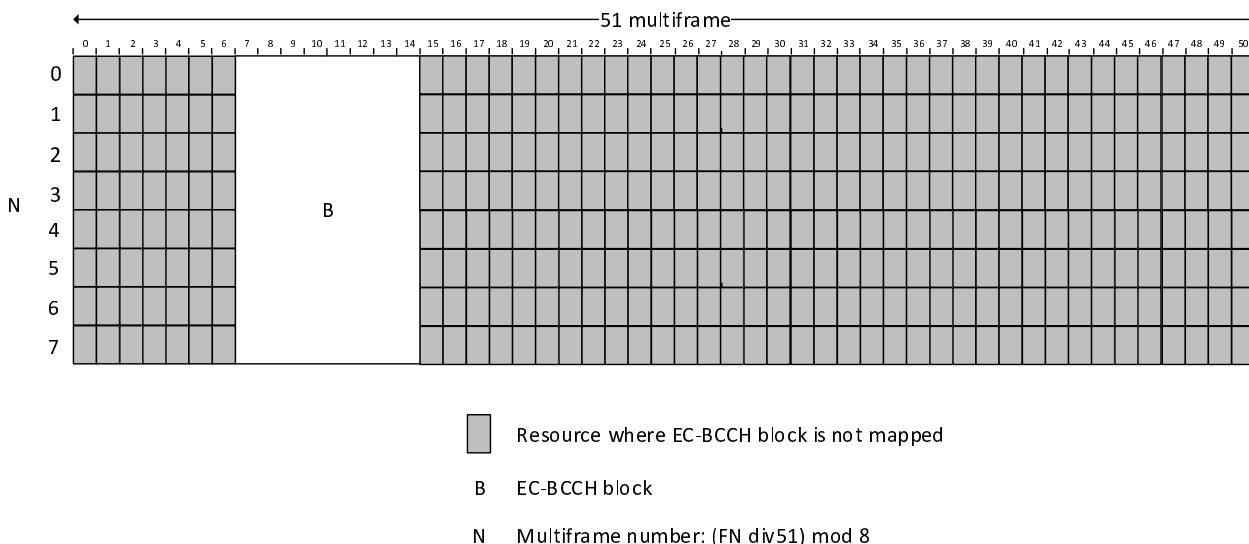 51 multiframe
0 1 2 3 4 5 6 7 8 9 10 11 12 13 14 15 16 17 18 19 20 21 22 23 24 25 26 27 28 29 30 31 32 33 34 35 36 37 38 39 40 41 42 43 44 45 46 47 48 49 50
0
1
2
3
N
B
4
5
6
7
Resource where EC-BCCH block is not mapped
B EC-BCCH block
N Multiframe number: (FN div51) mod 8